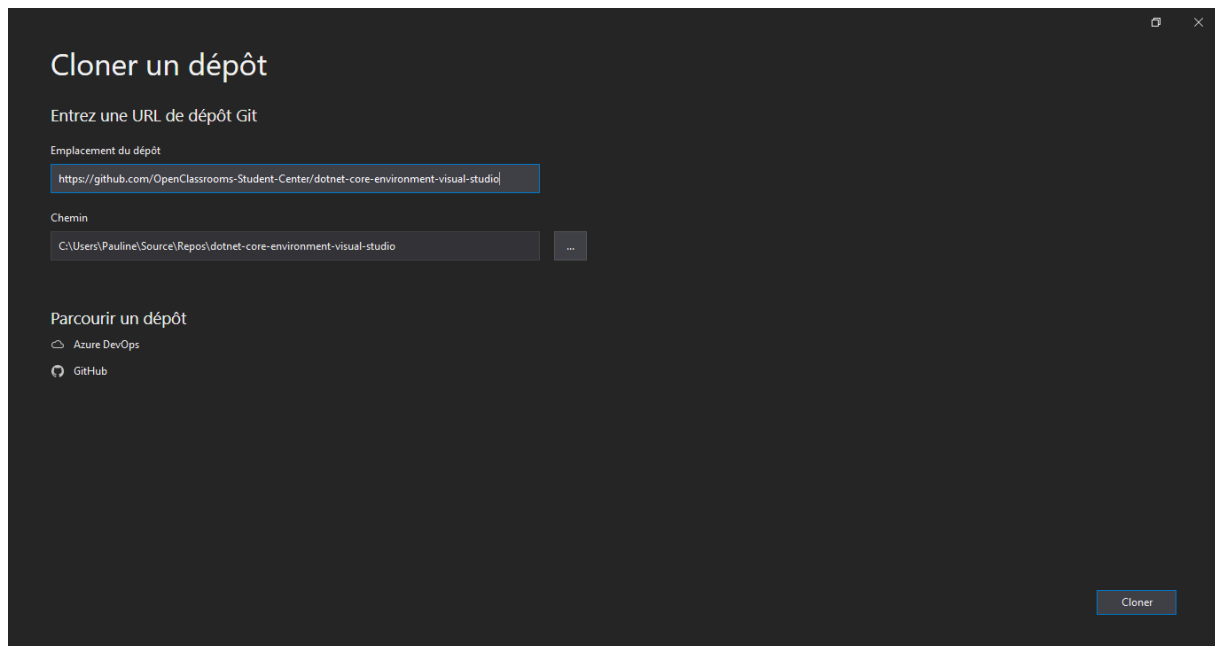 Cloner un dépôt
Entrez une URL de dépôt Git
Emplacement du dépôt
https://github.com/OpenClassrooms-Student-Center/dotnet-core-environment-visual-studio
Chemin
C:\Users\Pauline\Source\Repos\dotnet-core-environment-visual-studio
...
Parcourir un dépôt
Azure DevOps
GitHub
Cloner